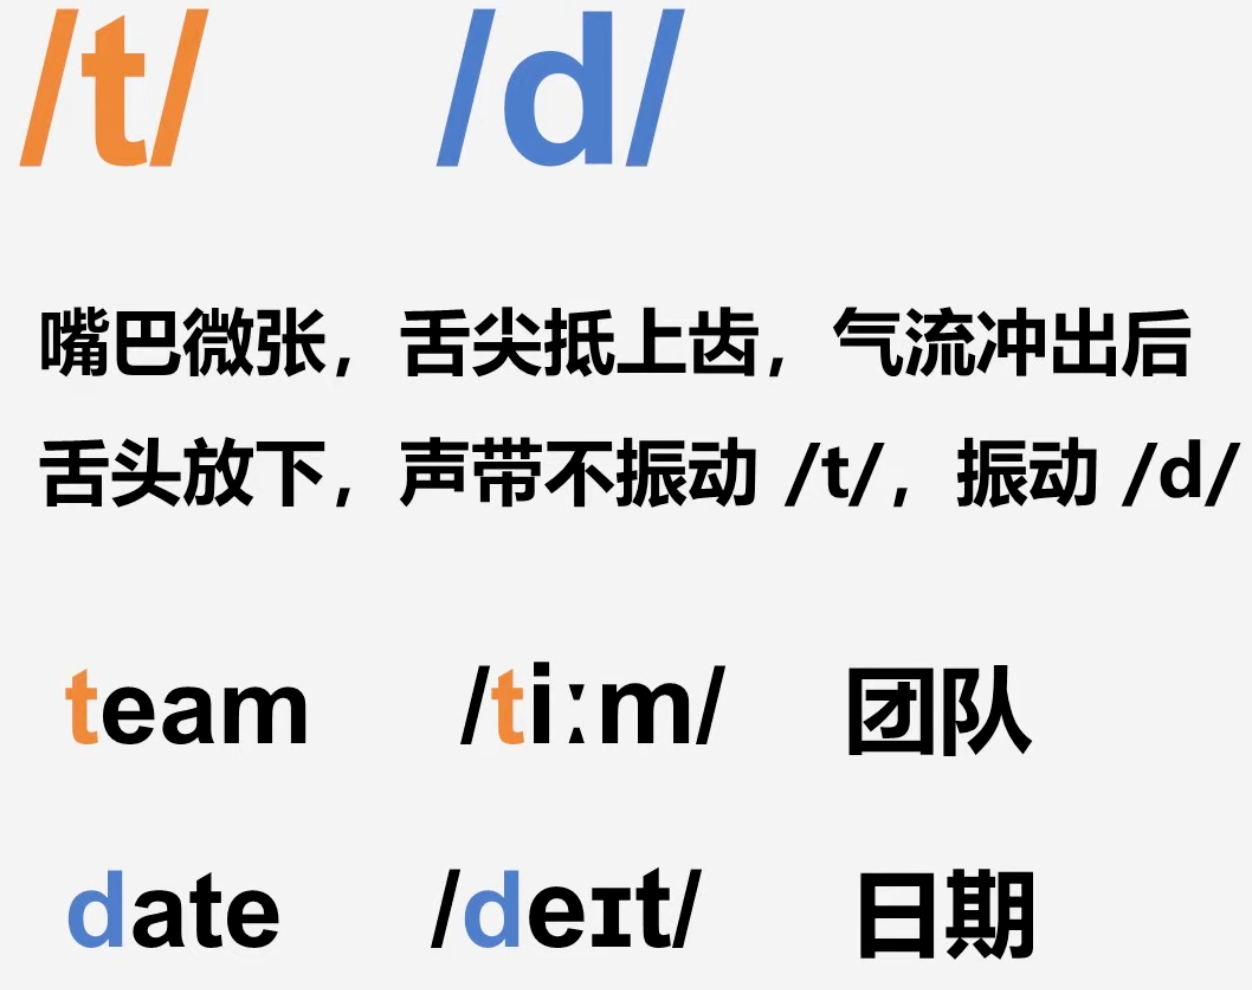 /t/ /d/
嘴巴微张，舌尖抵上齿，气流冲出后
舌头放下，声带不振动 /t/，振动 /d/
team /tiːm/ 团队
date /deɪt/ 日期